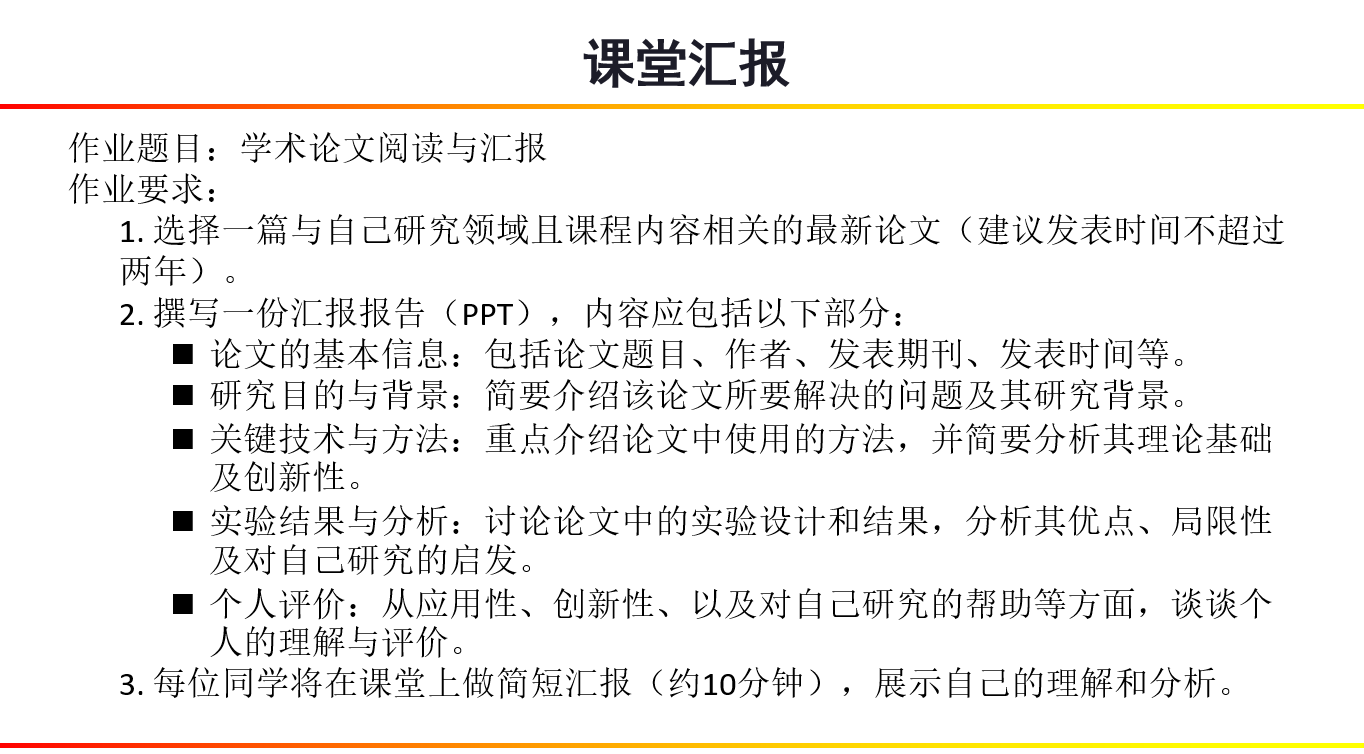 课堂汇报
作业题目：学术论文阅读与汇报
作业要求：
1. 选择一篇与自己研究领域且课程内容相关的最新论文（建议发表时间不超过
两年）。
2. 撰写一份汇报报告（PPT），内容应包括以下部分：
■ 论文的基本信息：包括论文题目、作者、发表期刊、发表时间等。
■ 研究目的与背景：简要介绍该论文所要解决的问题及其研究背景。
■ 关键技术与方法：重点介绍论文中使用的方法，并简要分析其理论基础
及创新性。
■ 实验结果与分析：讨论论文中的实验设计和结果，分析其优点、局限性
及对自己研究的启发。
■ 个人评价：从应用性、创新性、以及对自己研究的帮助等方面，谈谈个
人的理解与评价。
3. 每位同学将在课堂上做简短汇报（约10分钟），展示自己的理解和分析。